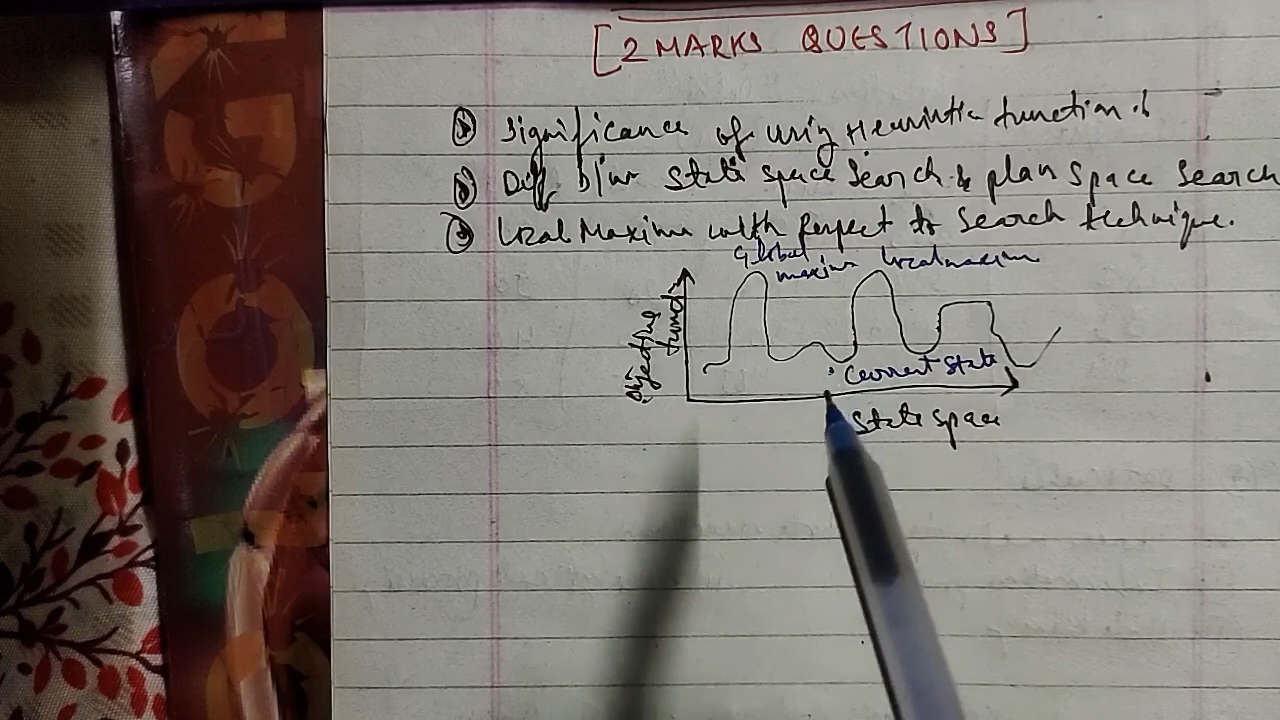 [2 MARKS QUESTIONS]
Significance of using Heuristic function.
Diff b/w State Space Search & plan Space Search
Local Maxima with Respect to Search technique.
Global
maxima
Local maxima
Objective
funct
Current State
State Space